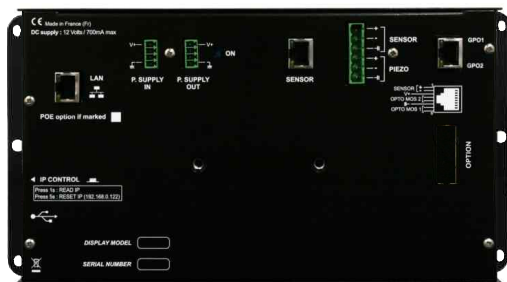 CE Made in France (Fr)
DC supply : 12 Volts / 700mA max
V+
V+
ON
SENSOR
PIEZO
GPO1
GPO2
LAN
P. SUPPLY
IN
P. SUPPLY
OUT
SENSOR
SENSOR
V+
OPTO MOS 2
OPTO MOS 1
POE option if marked
OPTION
IP CONTROL
Press 1s : READ IP
Press 5s : RESET IP (192.168.0.122)
DISPLAY MODEL
SERIAL NUMBER